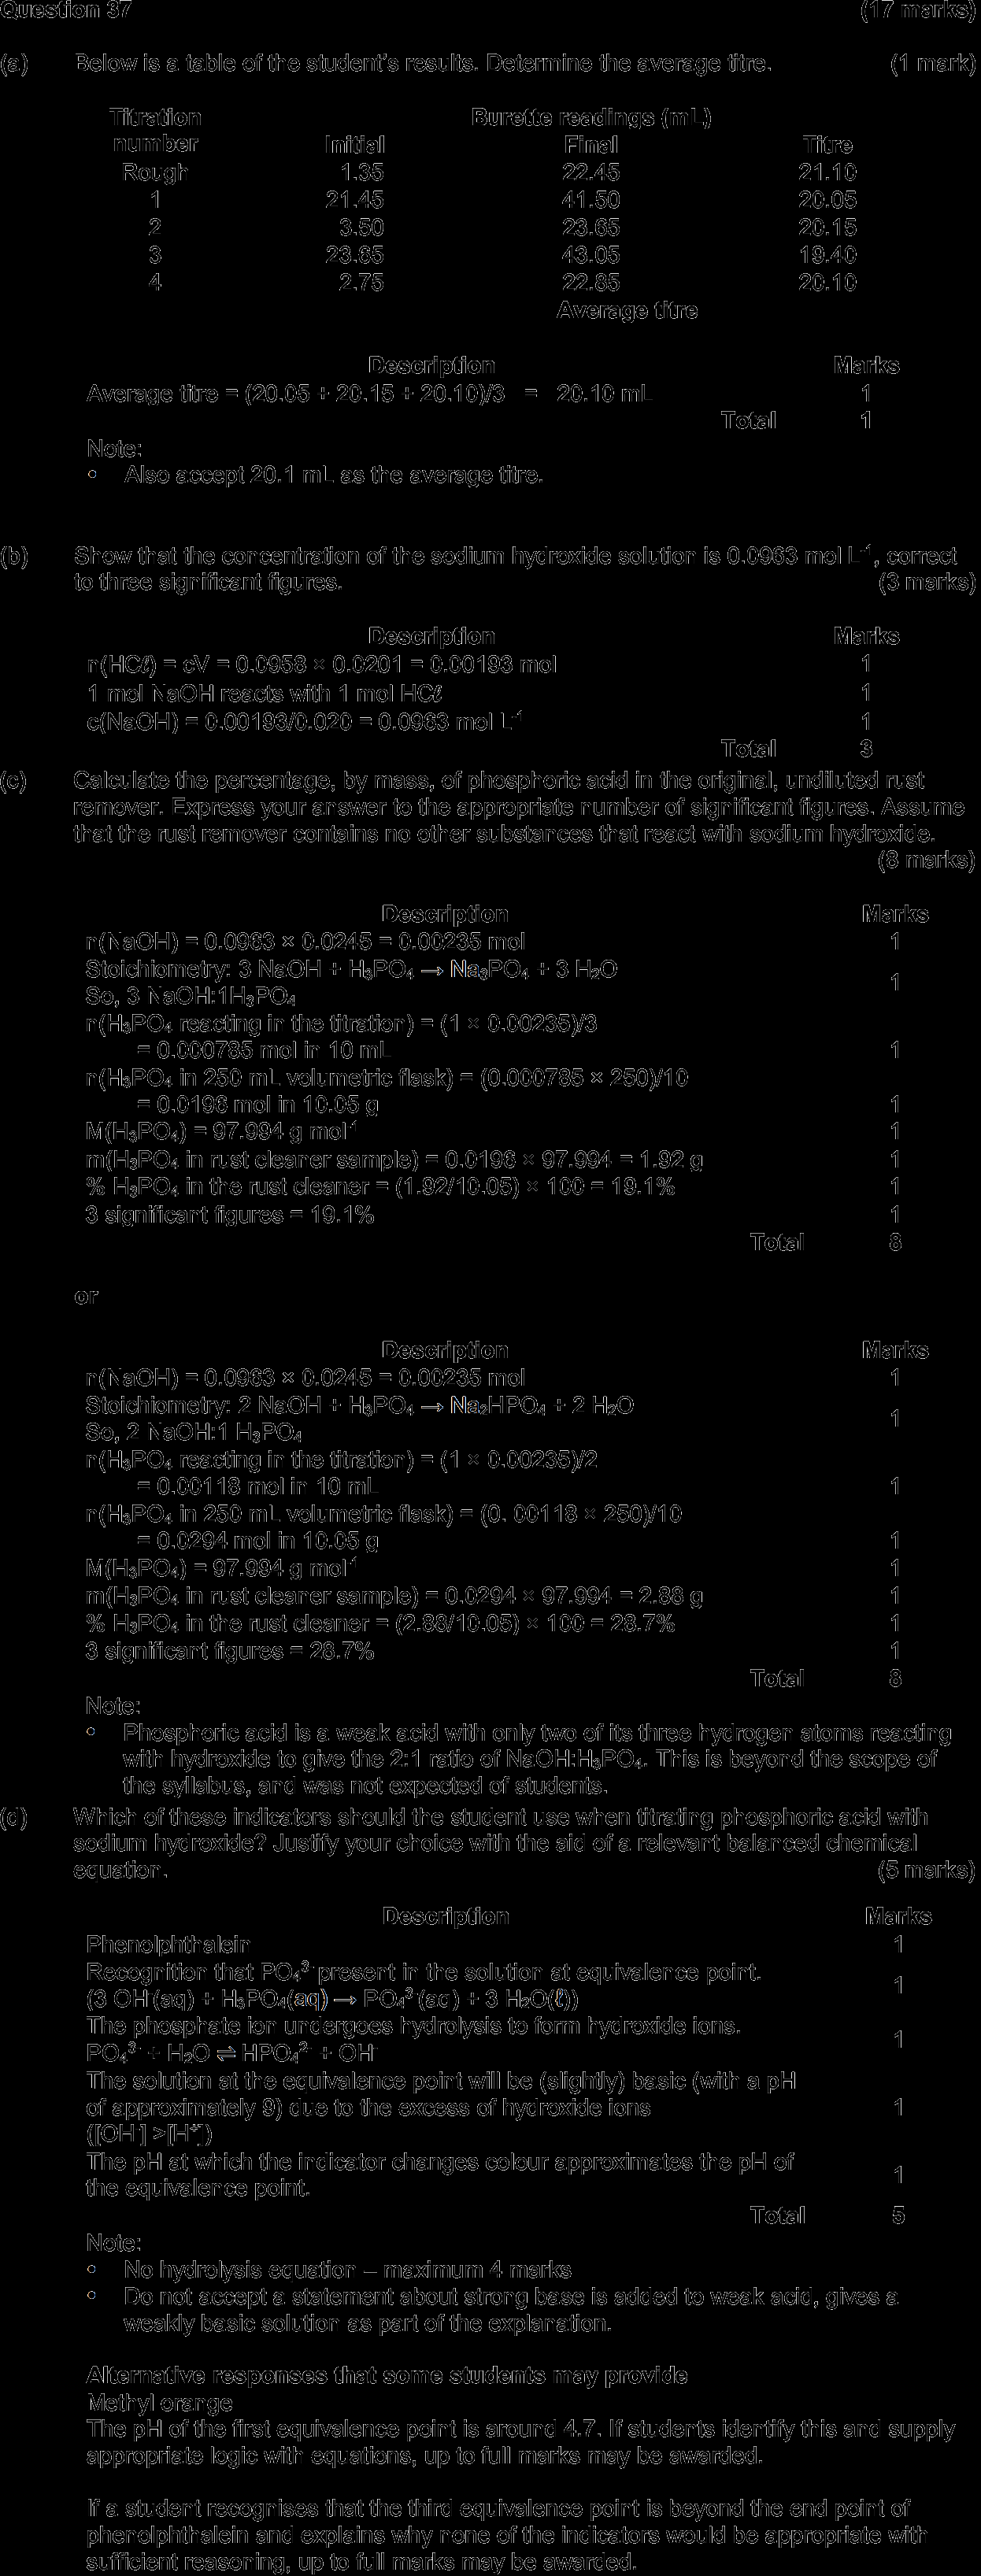 Question 37 (17 marks)
(a) Below is a table of the student's results. Determine the average titre. (1 mark)
Titration number Burette readings (mL)
Initial Final Titre
Rough 1.35 22.45 21.10
1 21.45 41.50 20.05
2 3.50 23.65 20.15
3 23.65 43.05 19.40
4 2.75 22.85 20.10
Average titre
Description Marks
Average titre = (20.05 + 20.15 + 20.10)/3 = 20.10 mL 1
Total 1
Note:
• Also accept 20.1 mL as the average titre.
(b) Show that the concentration of the sodium hydroxide solution is 0.0963 mol L⁻¹, correct
to three significant figures. (3 marks)
Description Marks
n(HCℓ) = cV = 0.0958 × 0.0201 = 0.00193 mol 1
1 mol NaOH reacts with 1 mol HCℓ 1
c(NaOH) = 0.00193/0.020 = 0.0963 mol L⁻¹ 1
Total 3
(c) Calculate the percentage, by mass, of phosphoric acid in the original, undiluted rust
remover. Express your answer to the appropriate number of significant figures. Assume
that the rust remover contains no other substances that react with sodium hydroxide.
(8 marks)
Description Marks
n(NaOH) = 0.0963 × 0.0245 = 0.00235 mol 1
Stoichiometry: 3 NaOH + H₃PO₄ → Na₃PO₄ + 3 H₂O
So, 3 NaOH:1H₃PO₄ 1
n(H₃PO₄ reacting in the titration) = (1 × 0.00235)/3
= 0.000785 mol in 10 mL 1
n(H₃PO₄ in 250 mL volumetric flask) = (0.000785 × 250)/10
= 0.0196 mol in 10.05 g 1
M(H₃PO₄) = 97.994 g mol⁻¹ 1
m(H₃PO₄ in rust cleaner sample) = 0.0196 × 97.994 = 1.92 g 1
% H₃PO₄ in the rust cleaner = (1.92/10.05) × 100 = 19.1% 1
3 significant figures = 19.1% 1
Total 8
or
Description Marks
n(NaOH) = 0.0963 × 0.0245 = 0.00235 mol 1
Stoichiometry: 2 NaOH + H₃PO₄ → Na₂HPO₄ + 2 H₂O
So, 2 NaOH:1 H₃PO₄ 1
n(H₃PO₄ reacting in the titration) = (1 × 0.00235)/2
= 0.00118 mol in 10 mL 1
n(H₃PO₄ in 250 mL volumetric flask) = (0. 00118 × 250)/10
= 0.0294 mol in 10.05 g 1
M(H₃PO₄) = 97.994 g mol⁻¹ 1
m(H₃PO₄ in rust cleaner sample) = 0.0294 × 97.994 = 2.88 g 1
% H₃PO₄ in the rust cleaner = (2.88/10.05) × 100 = 28.7% 1
3 significant figures = 28.7% 1
Total 8
Note:
• Phosphoric acid is a weak acid with only two of its three hydrogen atoms reacting
with hydroxide to give the 2:1 ratio of NaOH:H₃PO₄. This is beyond the scope of
the syllabus, and was not expected of students.
(d) Which of these indicators should the student use when titrating phosphoric acid with
sodium hydroxide? Justify your choice with the aid of a relevant balanced chemical
equation. (5 marks)
Description Marks
Phenolphthalein 1
Recognition that PO₄³⁻ present in the solution at equivalence point.
(3 OH⁻(aq) + H₃PO₄(aq) → PO₄³⁻(aq) + 3 H₂O(ℓ)) 1
The phosphate ion undergoes hydrolysis to form hydroxide ions.
PO₄³⁻ + H₂O ⇌ HPO₄²⁻ + OH⁻ 1
The solution at the equivalence point will be (slightly) basic (with a pH
of approximately 9) due to the excess of hydroxide ions 1
([OH⁻] >[H⁺])
The pH at which the indicator changes colour approximates the pH of
the equivalence point. 1
Total 5
Note:
• No hydrolysis equation – maximum 4 marks
• Do not accept a statement about strong base is added to weak acid, gives a
weakly basic solution as part of the explanation.
Alternative responses that some students may provide
Methyl orange
The pH of the first equivalence point is around 4.7. If students identify this and supply
appropriate logic with equations, up to full marks may be awarded.
If a student recognises that the third equivalence point is beyond the end point of
phenolphthalein and explains why none of the indicators would be appropriate with
sufficient reasoning, up to full marks may be awarded.